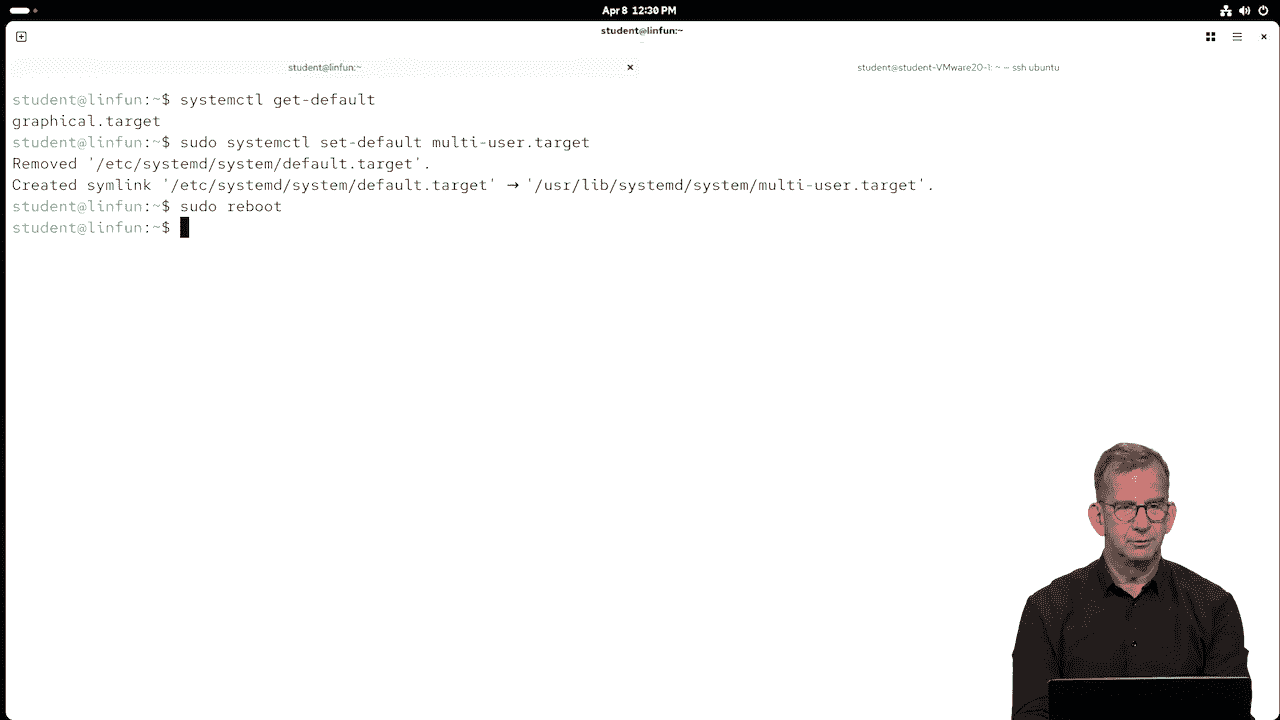 Apr 8 12:30 PM
student@linfun:~
student@linfun:~
student@student-VMware20-1: ~ – ssh ubuntu
student@linfun:~$ systemctl get-default
graphical.target
student@linfun:~$ sudo systemctl set-default multi-user.target
Removed '/etc/systemd/system/default.target'.
Created symlink '/etc/systemd/system/default.target' → '/usr/lib/systemd/system/multi-user.target'.
student@linfun:~$ sudo reboot
student@linfun:~$